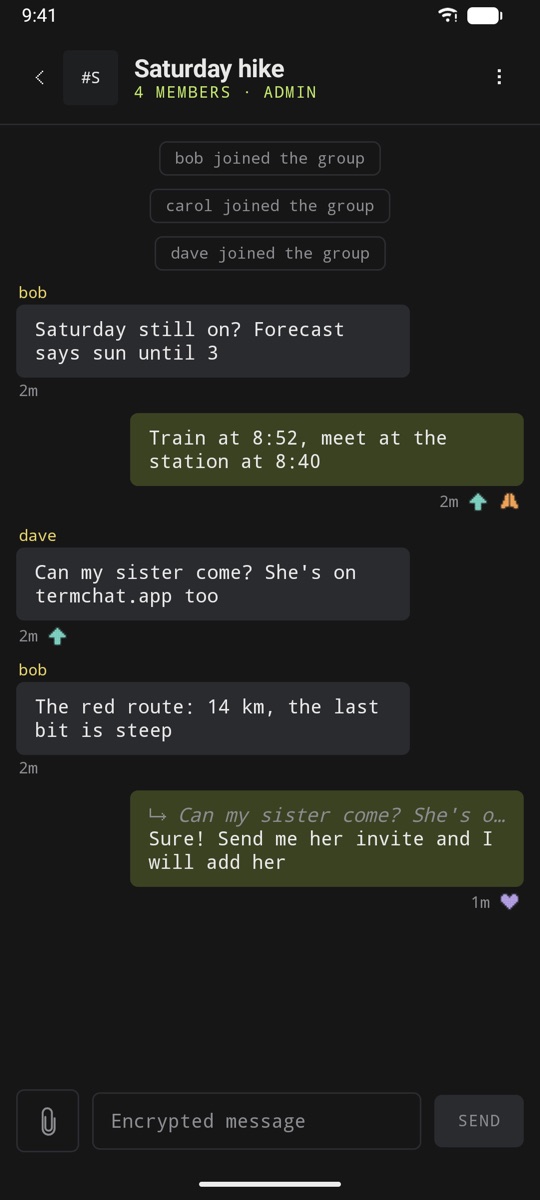 9:41
#S
Saturday hike
4 MEMBERS · ADMIN
bob joined the group
carol joined the group
dave joined the group
bob
Saturday still on? Forecast
says sun until 3
2m
Train at 8:52, meet at the
station at 8:40
2m
dave
Can my sister come? She's on
termchat.app too
2m
bob
The red route: 14 km, the last
bit is steep
2m
↳ Can my sister come? She's o…
Sure! Send me her invite and I
will add her
1m
Encrypted message
SEND